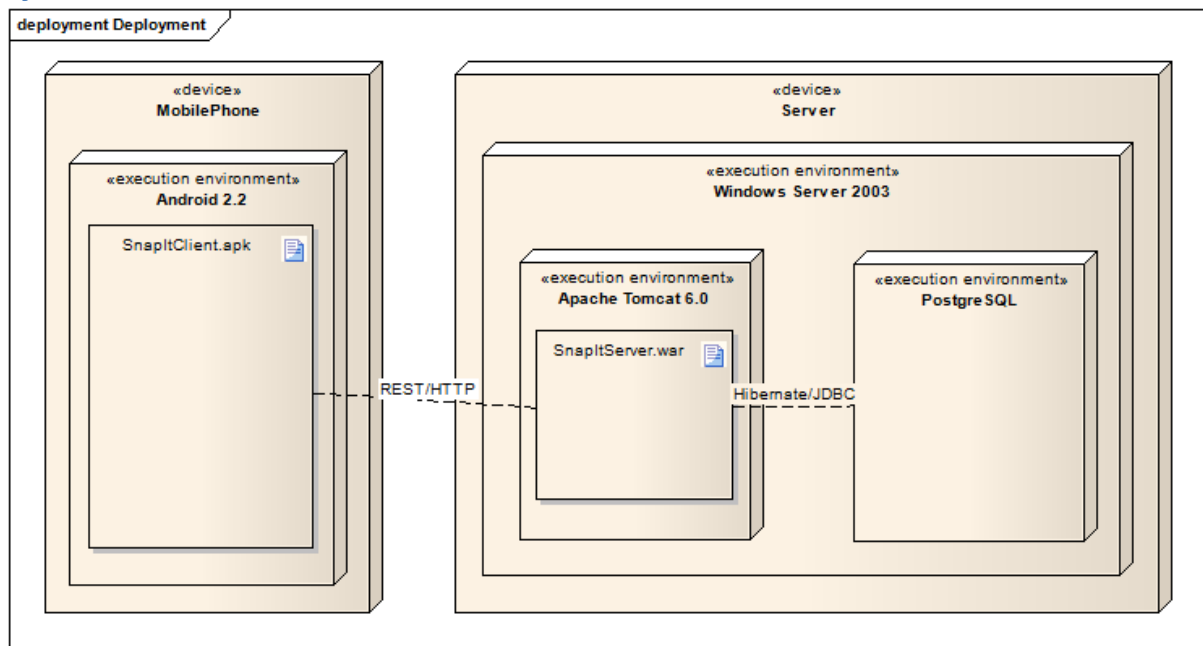 deployment Deployment
«device»
MobilePhone
«execution environment»
Android 2.2
SnapItClient.apk
REST/HTTP
«device»
Server
«execution environment»
Windows Server 2003
«execution environment»
Apache Tomcat 6.0
SnapItServer.war
Hibernate/JDBC
«execution environment»
PostgreSQL